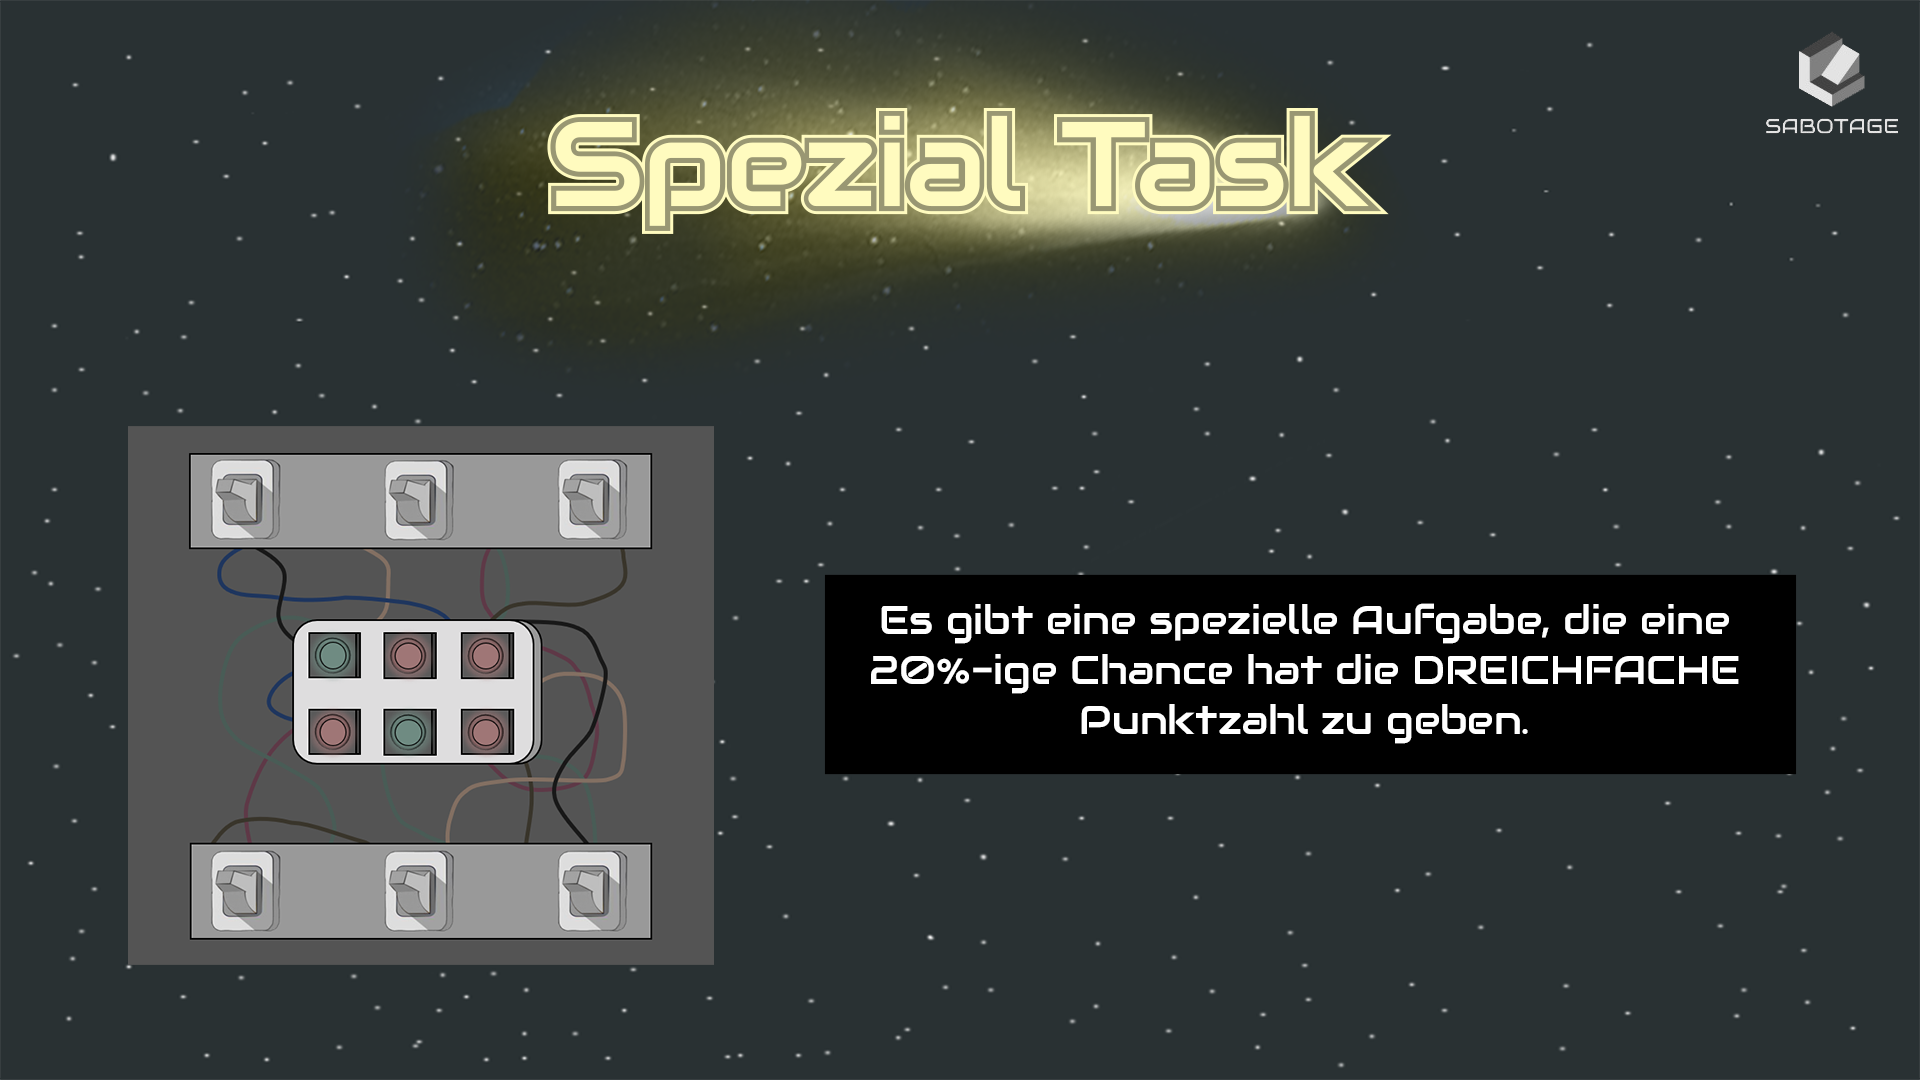 Spezial Task
SABOTAGE
Es gibt eine spezielle Aufgabe, die eine
20%-ige Chance hat die DREICHFACHE
Punktzahl zu geben.